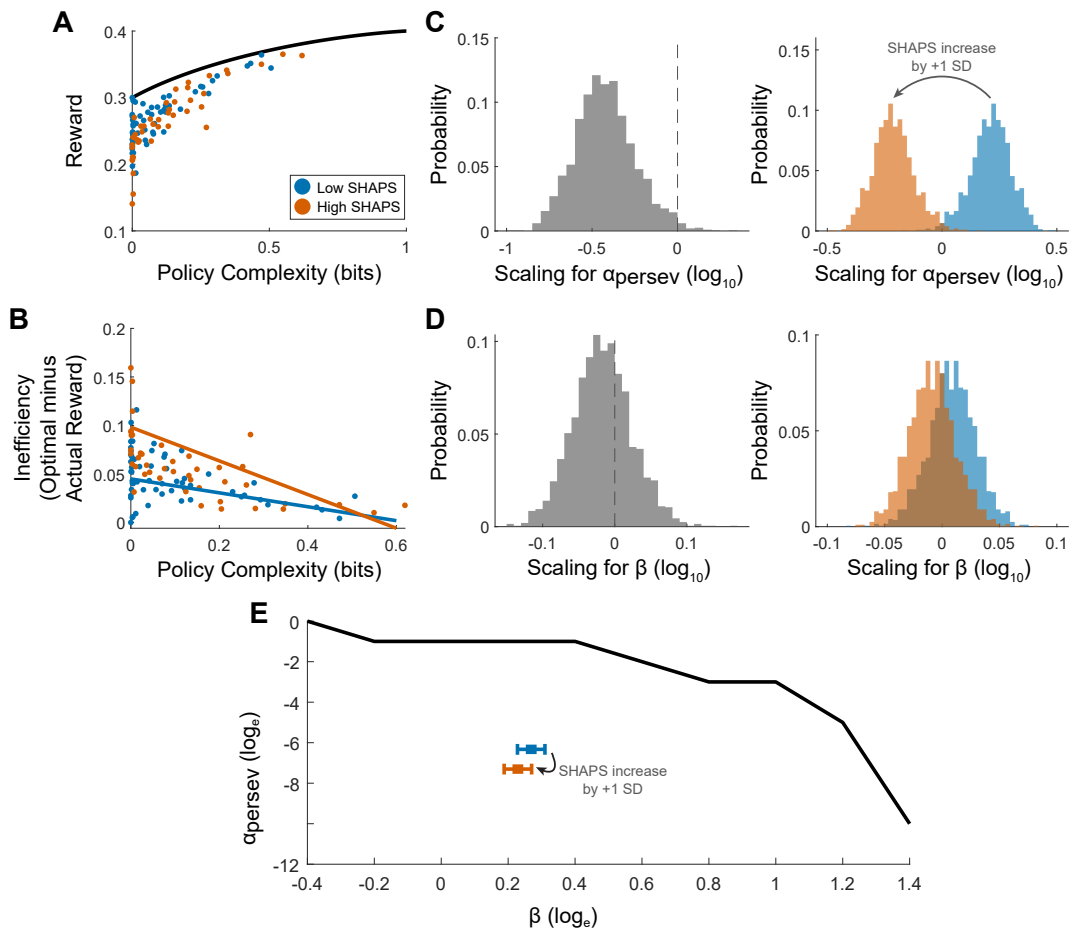 A
Reward
0.4
0.3
0.2
0.1
0
0.5
1
Low SHAPS
High SHAPS
Policy Complexity (bits)
B
Inefficiency
(Optimal minus
Actual Reward)
0.2
0.15
0.1
0.05
0
0
0.2
0.4
0.6
Policy Complexity (bits)
C
Probability
0.15
0.1
0.05
0
-1
-0.5
0
Scaling for αpersev (log10)
Probability
0.15
0.1
0.05
0
SHAPS increase
by +1 SD
-0.5
0
0.5
Scaling for αpersev (log10)
D
Probability
0.1
0.05
0
-0.1
0
0.1
Scaling for β (log10)
Probability
0.1
0.05
0
-0.1
-0.05
0
0.05
0.1
Scaling for β (log10)
E
αpersev (loge)
0
-2
-4
-6
-8
-12
SHAPS increase
by +1 SD
-0.4
-0.2
0
0.2
0.4
0.6
0.8
1
1.2
1.4
β (loge)